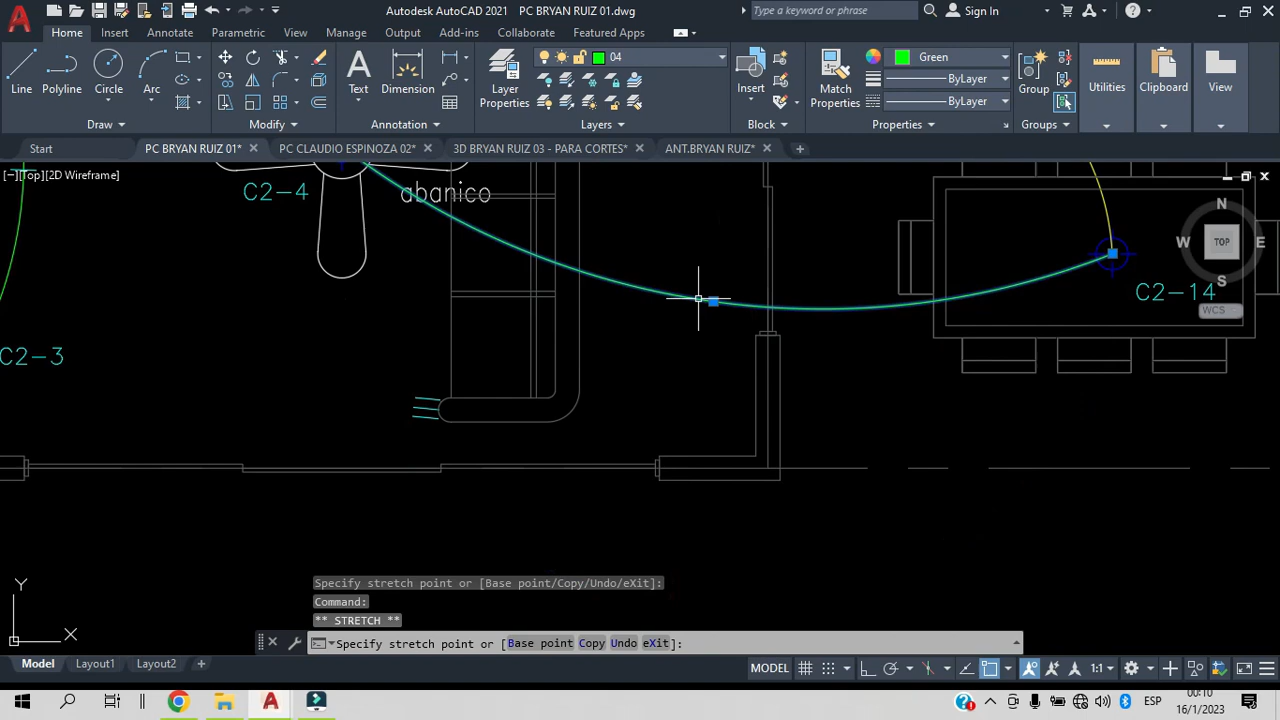 Autodesk AutoCAD 2021 PC BRYAN RUIZ 01.dwg
Type a keyword or phrase
Sign In
Home Insert Annotate Parametric View Manage Output Add-ins Collaborate Featured Apps
Line Polyline Circle Arc
Text Dimension
Layer Properties
04
Insert
Match Properties
Green
ByLayer
ByLayer
Group
Utilities
Clipboard
View
Draw Modify Annotation Layers Block Properties Groups
Start PC BRYAN RUIZ 01* PC CLAUDIO ESPINOZA 02* 3D BRYAN RUIZ 03 - PARA CORTES* ANT.BRYAN RUIZ*
[−][Top][2D Wireframe]
C2-4
abanico
N
W TOP E
S
WCS
C2-14
C2-3
Y
X
Specify stretch point or [Base point/Copy/Undo/eXit]:
Command:
** STRETCH **
Specify stretch point or [Base point Copy Undo eXit]:
Model Layout1 Layout2
MODEL
1:1
ESP
00:10
16/1/2023